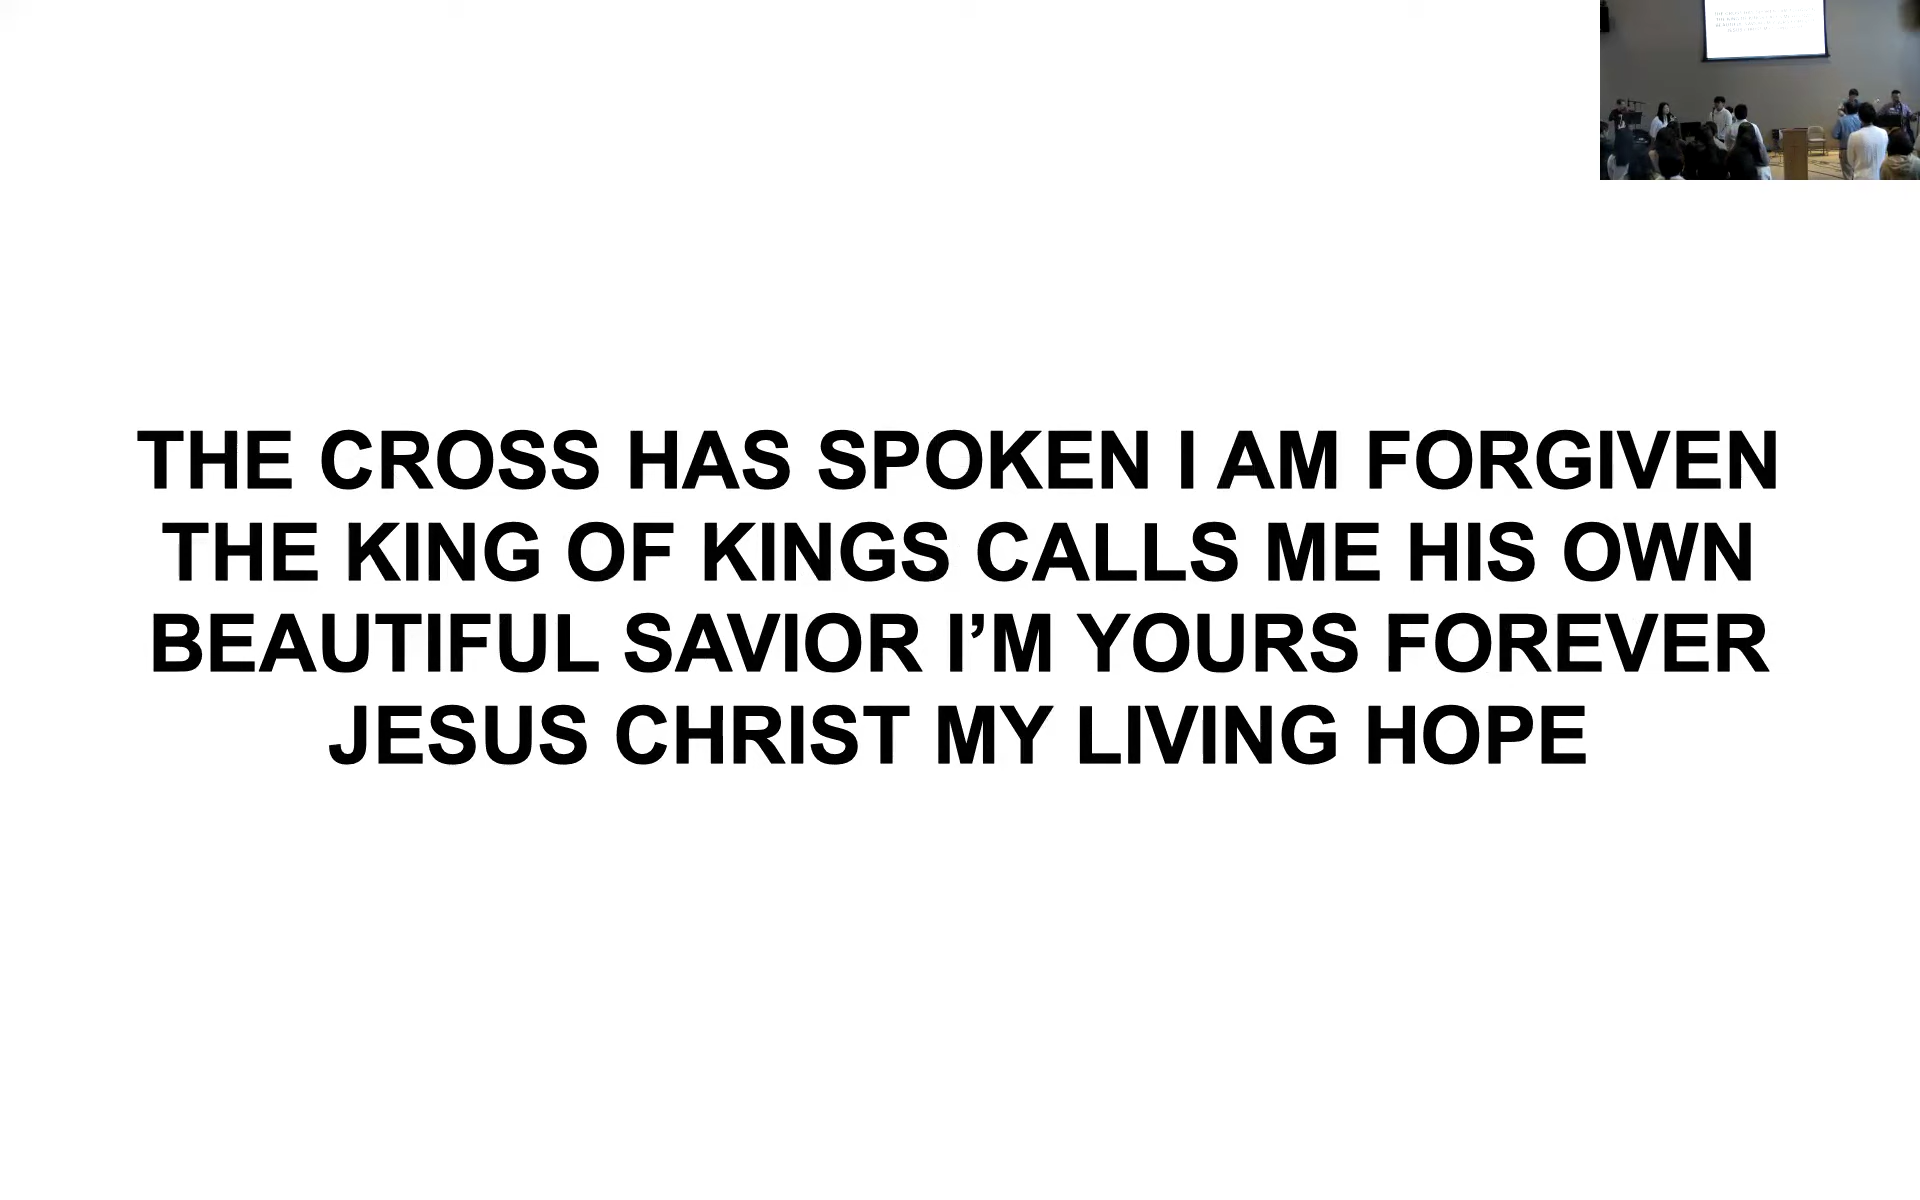 THE CROSS HAS SPOKEN I AM FORGIVEN
THE KING OF KINGS CALLS ME HIS OWN
BEAUTIFUL SAVIOR I’M YOURS FOREVER
JESUS CHRIST MY LIVING HOPE